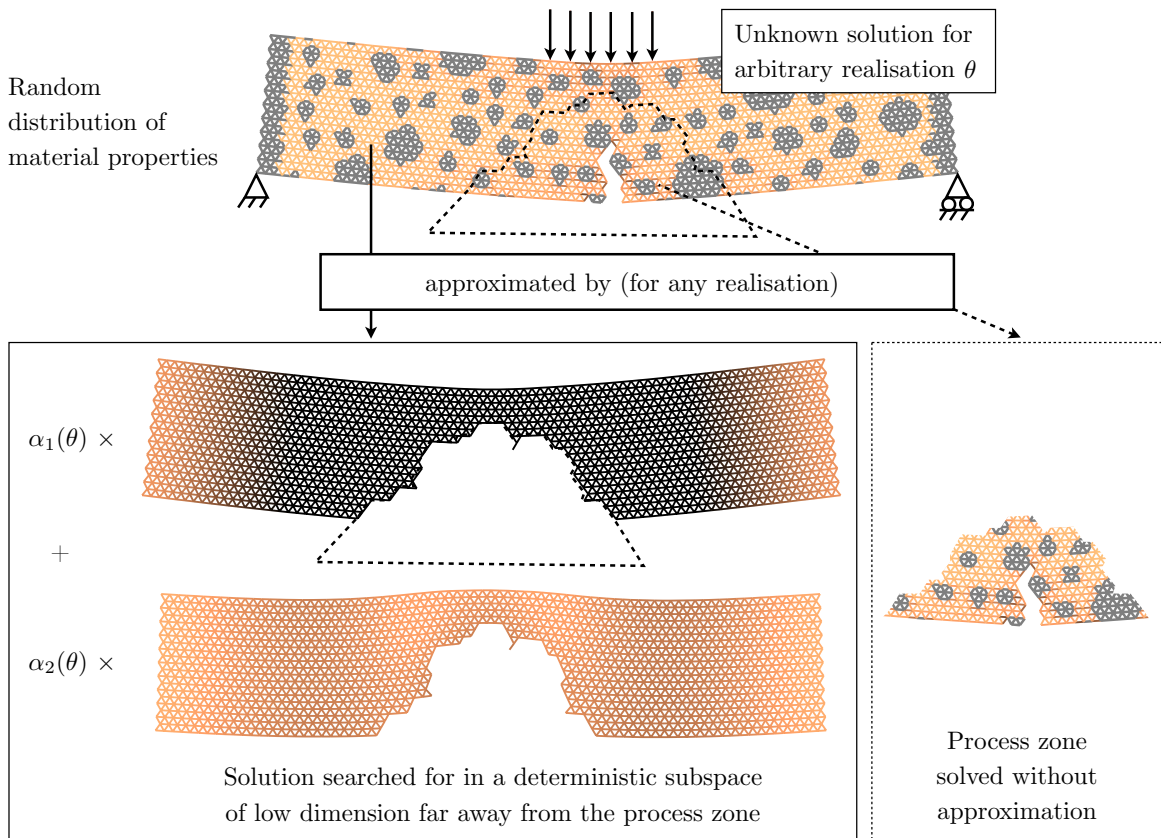 Unknown solution for
arbitrary realisation θ
Random
distribution of
material properties
approximated by (for any realisation)
α₁(θ) ×
+
α₂(θ) ×
Solution searched for in a deterministic subspace
of low dimension far away from the process zone
Process zone
solved without
approximation